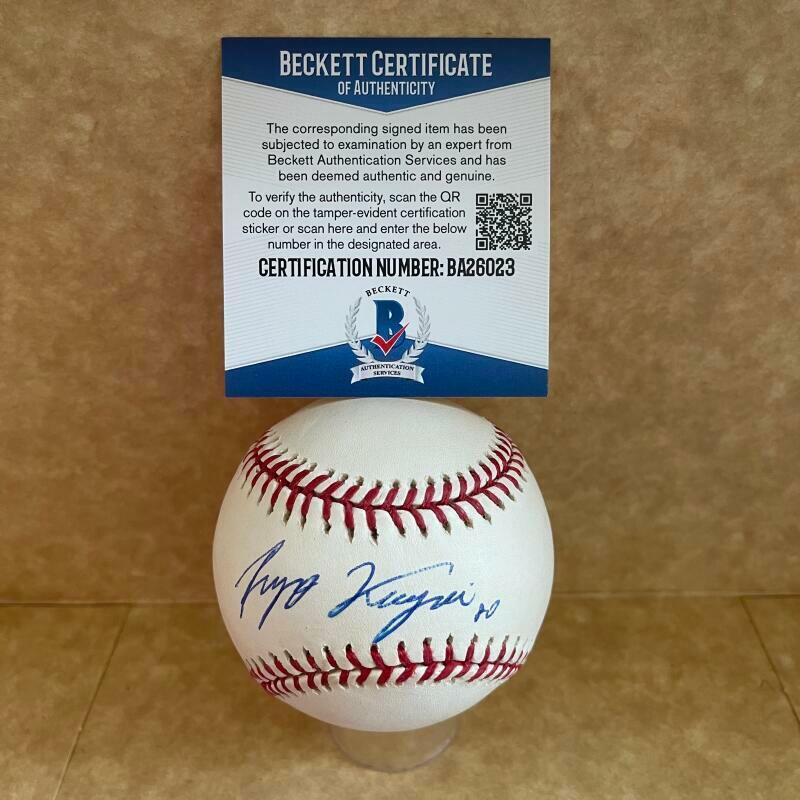 BECKETT CERTIFICATE
OF AUTHENTICITY
The corresponding signed item has been
subjected to examination by an expert from
Beckett Authentication Services and has
been deemed authentic and genuine.
To verify the authenticity, scan the QR
code on the tamper-evident certification
sticker or scan here and enter the below
number in the designated area.
CERTIFICATION NUMBER: BA26023
BECKETT
B
AUTHENTICATION
SERVICES